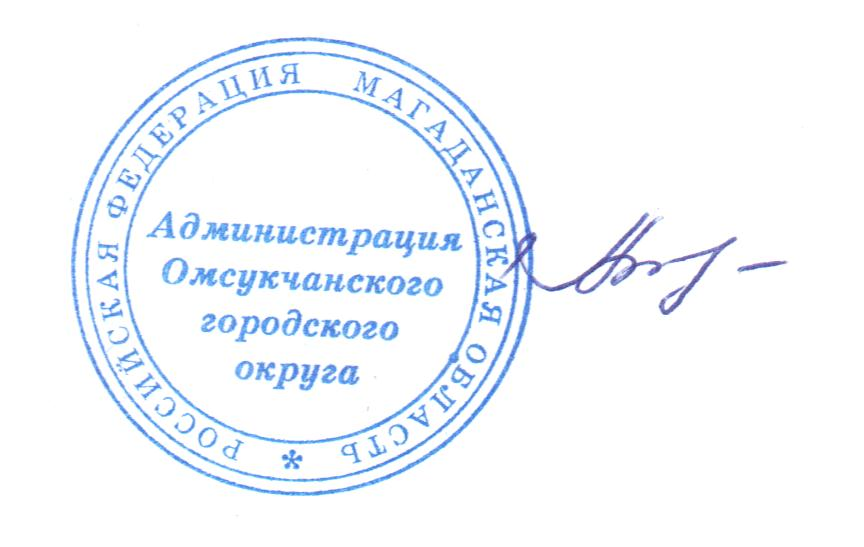 РОССИЙСКАЯ ФЕДЕРАЦИЯ МАГАДАНСКАЯ ОБЛАСТЬ *
Администрация
Омсукчанского
городского
округа